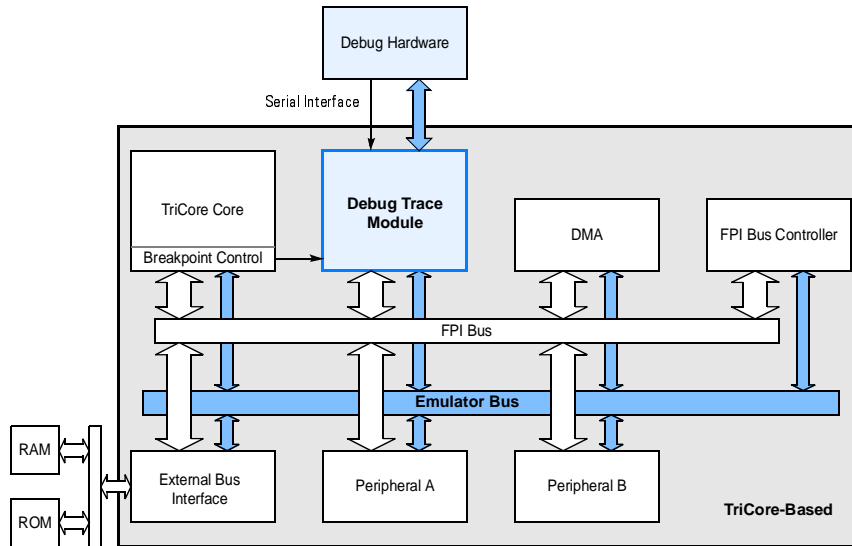 Debug Hardware
Serial Interface
TriCore Core
Debug Trace
Module
DMA
FPI Bus Controller
Breakpoint Control
FPI Bus
Emulator Bus
RAM
External Bus
Interface
Peripheral A
Peripheral B
ROM
TriCore-Based